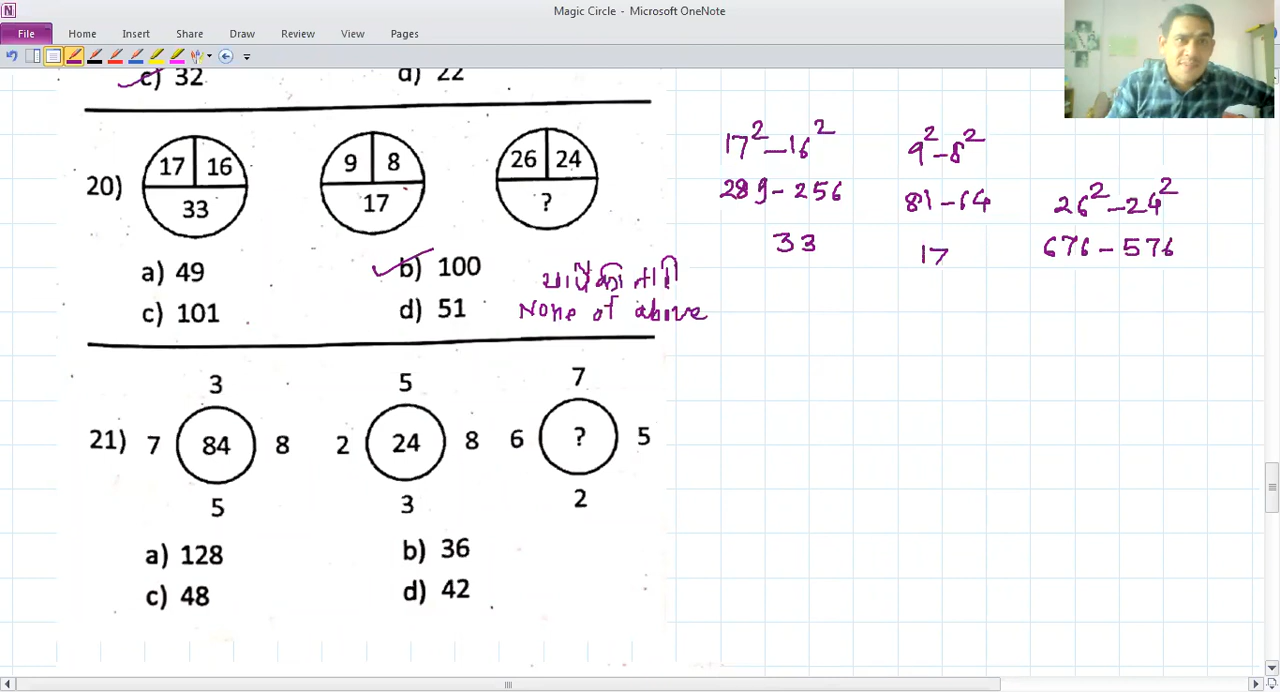 Magic Circle - Microsoft OneNote
File Home Insert Share Draw Review View Pages
c) 32 d) 22
20) 17 16 33 9 8 17 26 24 ?
a) 49 b) 100
c) 101 d) 51
None of above
17² - 16² 9² - 8²
289 - 256 81 - 64 26² - 24²
33 17 676 - 576
3 5 7
21) 7 84 8 2 24 8 6 ? 5
5 3 2
a) 128 b) 36
c) 48 d) 42